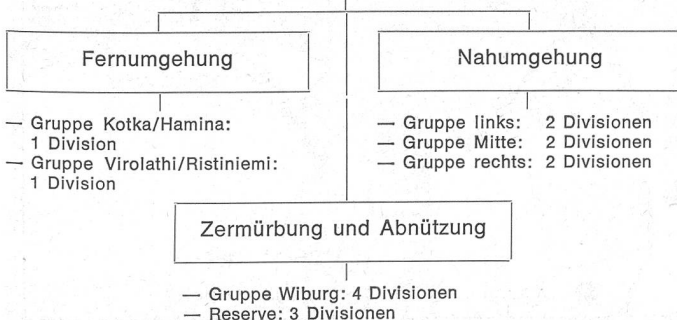 Fernumgehung
— Gruppe Kotka/Hamina:
1 Division
— Gruppe Virolathi/Ristiniemi:
1 Division
Nahumgehung
— Gruppe links: 2 Divisionen
— Gruppe Mitte: 2 Divisionen
— Gruppe rechts: 2 Divisionen
Zermürbung und Abnützung
— Gruppe Wiburg: 4 Divisionen
— Reserve: 3 Divisionen